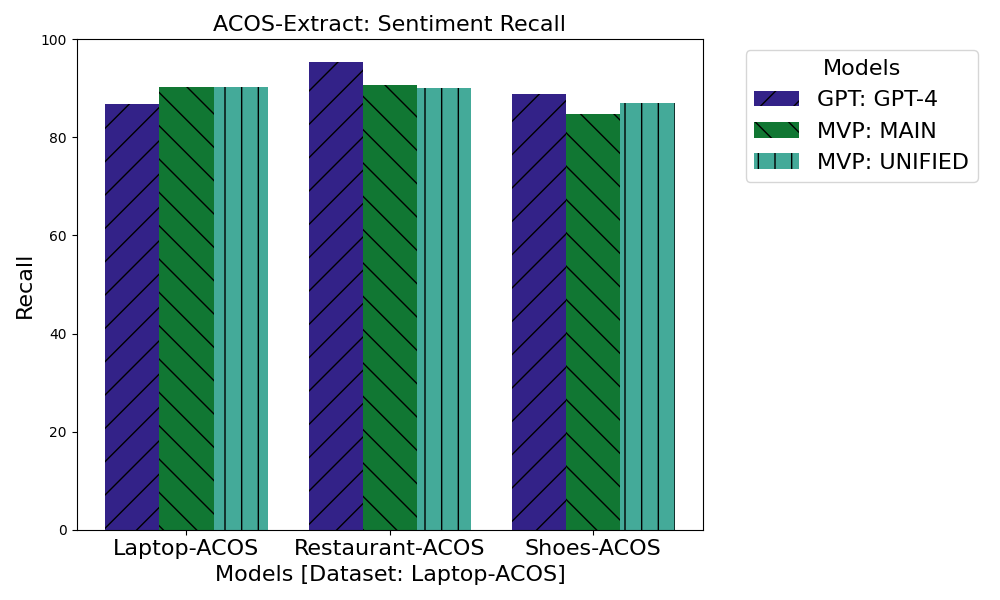 ACOS-Extract: Sentiment Recall
100
80
60
40
20
0
Recall
Laptop-ACOS
Restaurant-ACOS
Shoes-ACOS
Models [Dataset: Laptop-ACOS]
Models
GPT: GPT-4
MVP: MAIN
MVP: UNIFIED